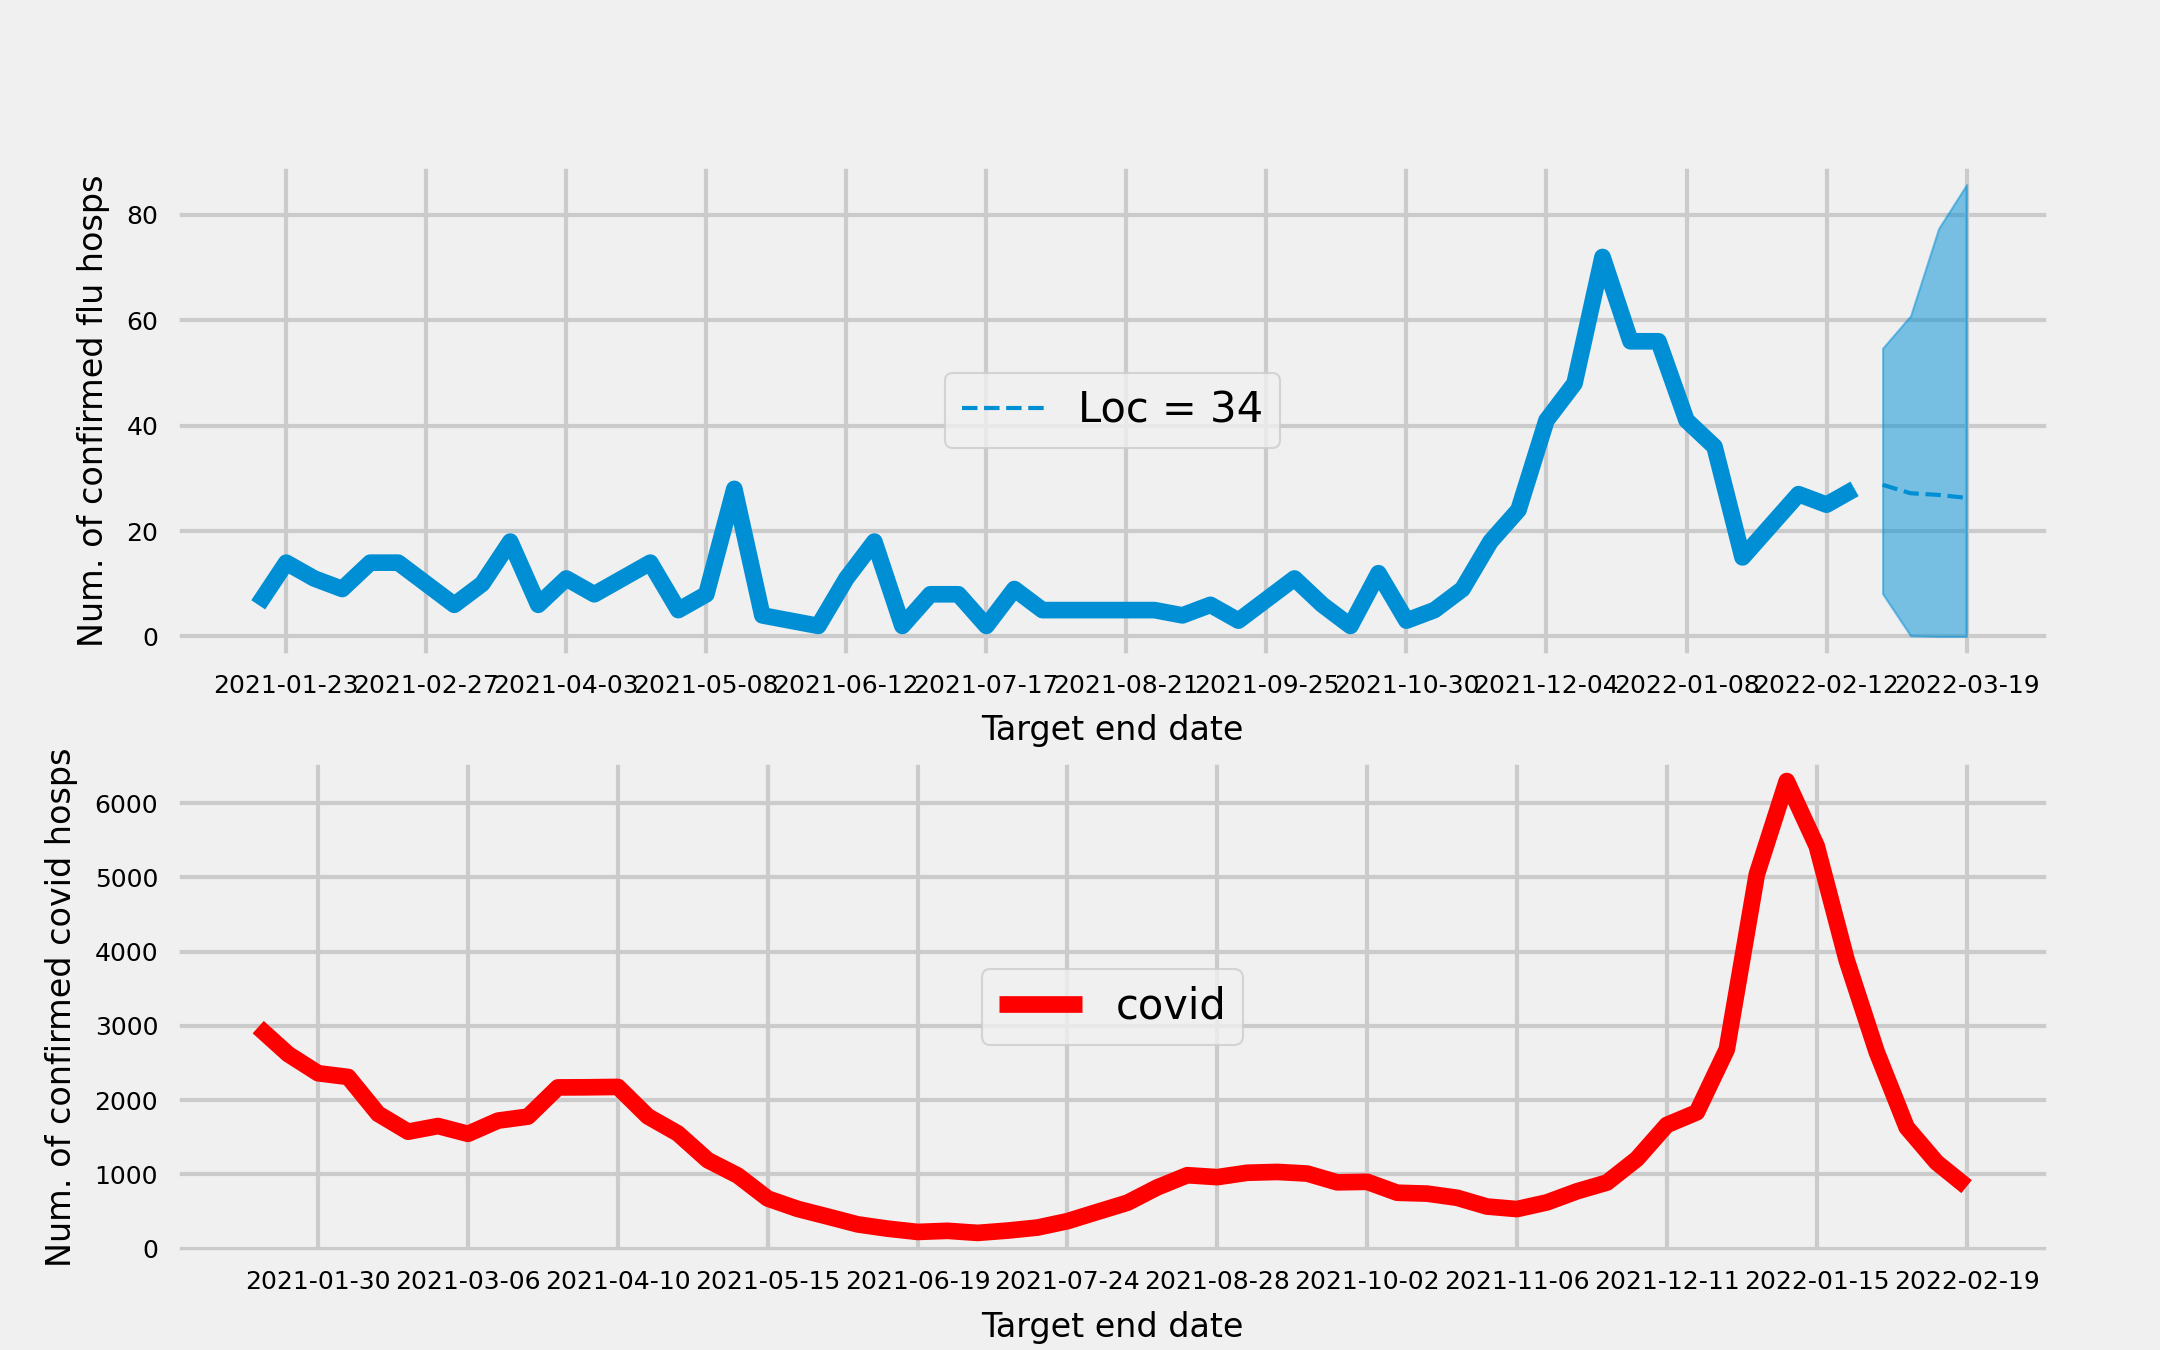 Num. of confirmed flu hosps
80
60
40
20
0
Loc = 34
2021-01-23 2021-02-27 2021-04-03 2021-05-08 2021-06-12 2021-07-17 2021-08-21 2021-09-25 2021-10-30 2021-12-04 2022-01-08 2022-02-12 2022-03-19
Target end date
Num. of confirmed covid hosps
6000
5000
4000
3000
2000
1000
0
covid
2021-01-30 2021-03-06 2021-04-10 2021-05-15 2021-06-19 2021-07-24 2021-08-28 2021-10-02 2021-11-06 2021-12-11 2022-01-15 2022-02-19
Target end date